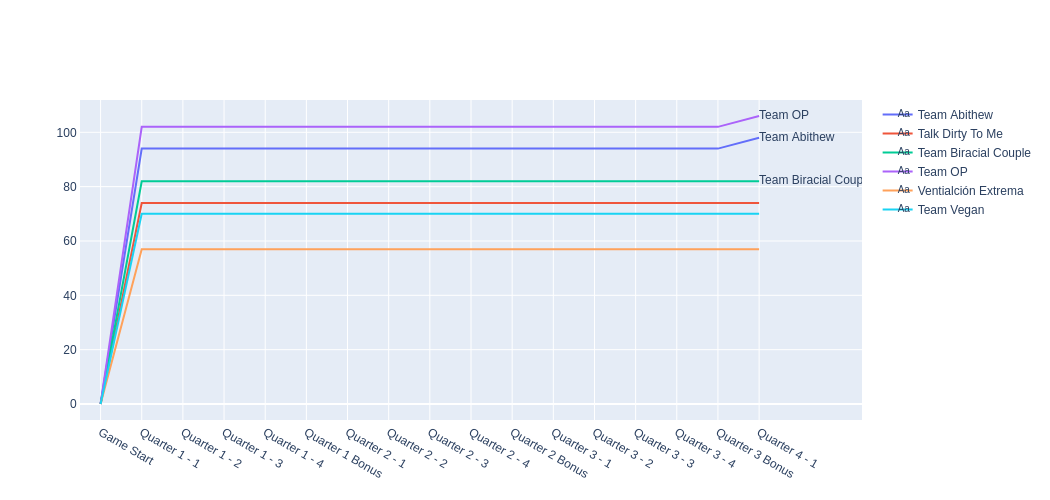 100
80
60
40
20
0
Team OP
Team Abithew
Team Biracial Coup
Game Start
Quarter 1 - 1
Quarter 1 - 2
Quarter 1 - 3
Quarter 1 - 4
Quarter 1 Bonus
Quarter 2 - 1
Quarter 2 - 2
Quarter 2 - 3
Quarter 2 - 4
Quarter 2 Bonus
Quarter 3 - 1
Quarter 3 - 2
Quarter 3 - 3
Quarter 3 - 4
Quarter 3 Bonus
Quarter 4 - 1
Aa Team Abithew
Aa Talk Dirty To Me
Aa Team Biracial Couple
Aa Team OP
Aa Ventialción Extrema
Aa Team Vegan